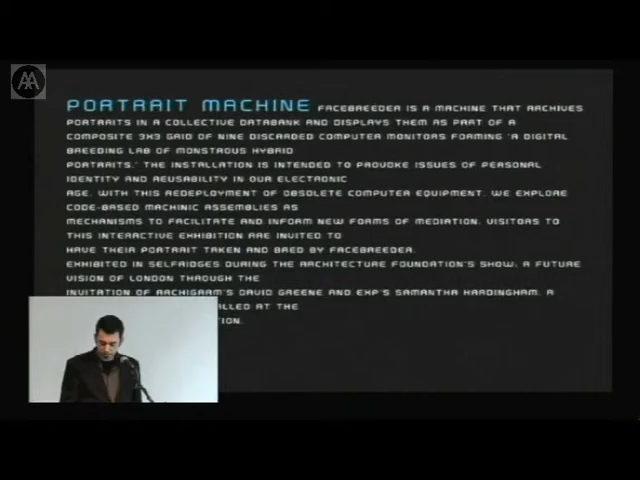 AA
PORTRAIT MACHINE FACEBREEDER IS A MACHINE THAT ARCHIVES
PORTRAITS IN A COLLECTIVE DATABANK AND DISPLAYS THEM AS PART OF A
COMPOSITE 3X3 GRID OF NINE DISCARDED COMPUTER MONITORS FORMING 'A DIGITAL
BREEDING LAB OF MONSTROUS HYBRID
PORTRAITS.' THE INSTALLATION IS INTENDED TO PROVOKE ISSUES OF PERSONAL
IDENTITY AND REUSABILITY IN OUR ELECTRONIC
AGE. WITH THIS REDEPLOYMENT OF OBSOLETE COMPUTER EQUIPMENT, WE EXPLORE
CODE-BASED MACHINIC ASSEMBLIES AS
MECHANISMS TO FACILITATE AND INFORM NEW FORMS OF MEDIATION. VISITORS TO
THIS INTERACTIVE EXHIBITION ARE INVITED TO
HAVE THEIR PORTRAIT TAKEN AND BRED BY FACEBREEDER.
EXHIBITED IN SELFRIDGES DURING THE ARCHITECTURE FOUNDATION'S SHOW, A FUTURE
VISION OF LONDON THROUGH THE
INVITATION OF ARCHIGRAM'S DAVID GREENE AND EXP'S SAMANTHA HARDINGHAM. A
AT THE